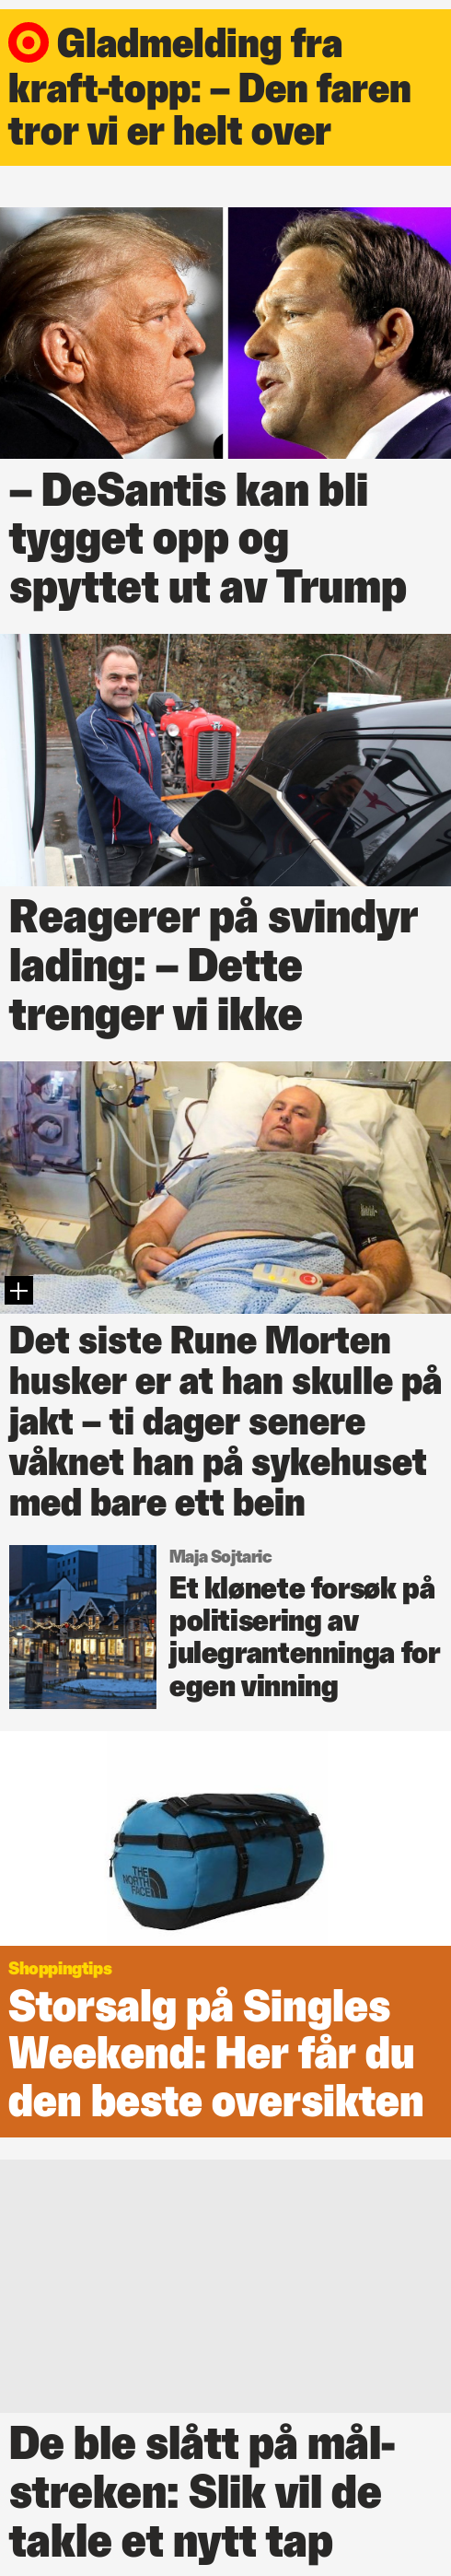 Gladmelding fra
kraft-topp: – Den faren
tror vi er helt over
– DeSantis kan bli
tygget opp og
spyttet ut av Trump
Reagerer på svindyr
lading: – Dette
trenger vi ikke
Det siste Rune Morten
husker er at han skulle på
jakt – ti dager senere
våknet han på sykehuset
med bare ett bein
Maja Sojtaric
Et klønete forsøk på
politisering av
julegrantenninga for
egen vinning
THE
NORTH
FACE
Shoppingtips
Storsalg på Singles
Weekend: Her får du
den beste oversikten
De ble slått på mål-
streken: Slik vil de
takle et nytt tap